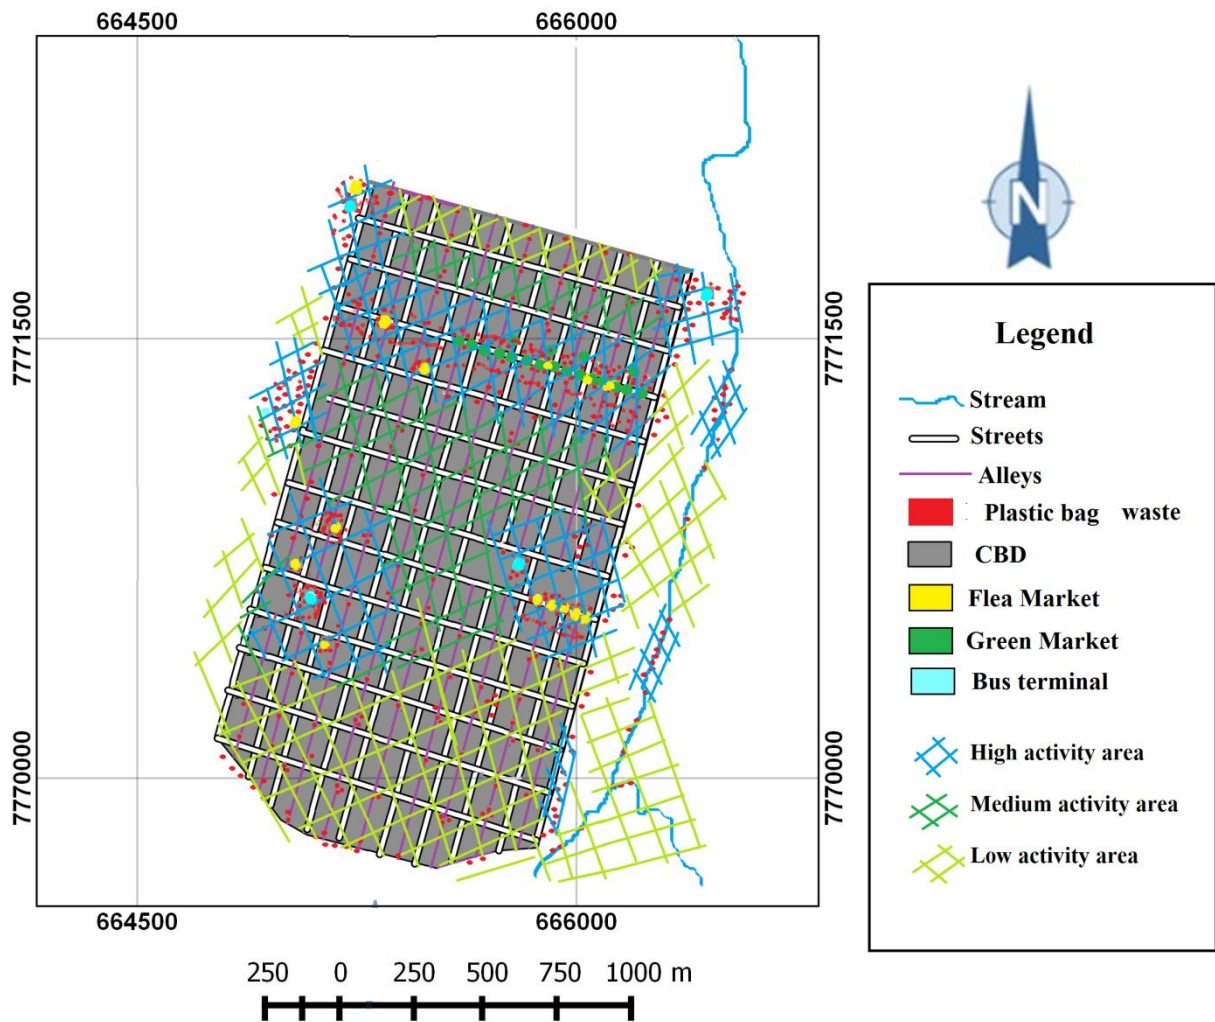 664500 666000
N
7771500 7771500
7770000 7770000
664500 666000
250 0 250 500 750 1000 m
Legend
Stream
Streets
Alleys
Plastic bag waste
CBD
Flea Market
Green Market
Bus terminal
High activity area
Medium activity area
Low activity area